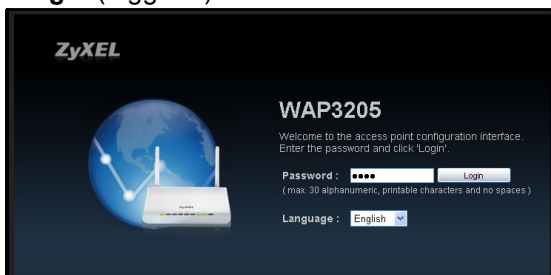 ZyXEL
WAP3205
Welcome to the access point configuration interface.
Enter the password and click 'Login'.
Password : •••• Login
( max. 30 alphanumeric, printable characters and no spaces )
Language : English